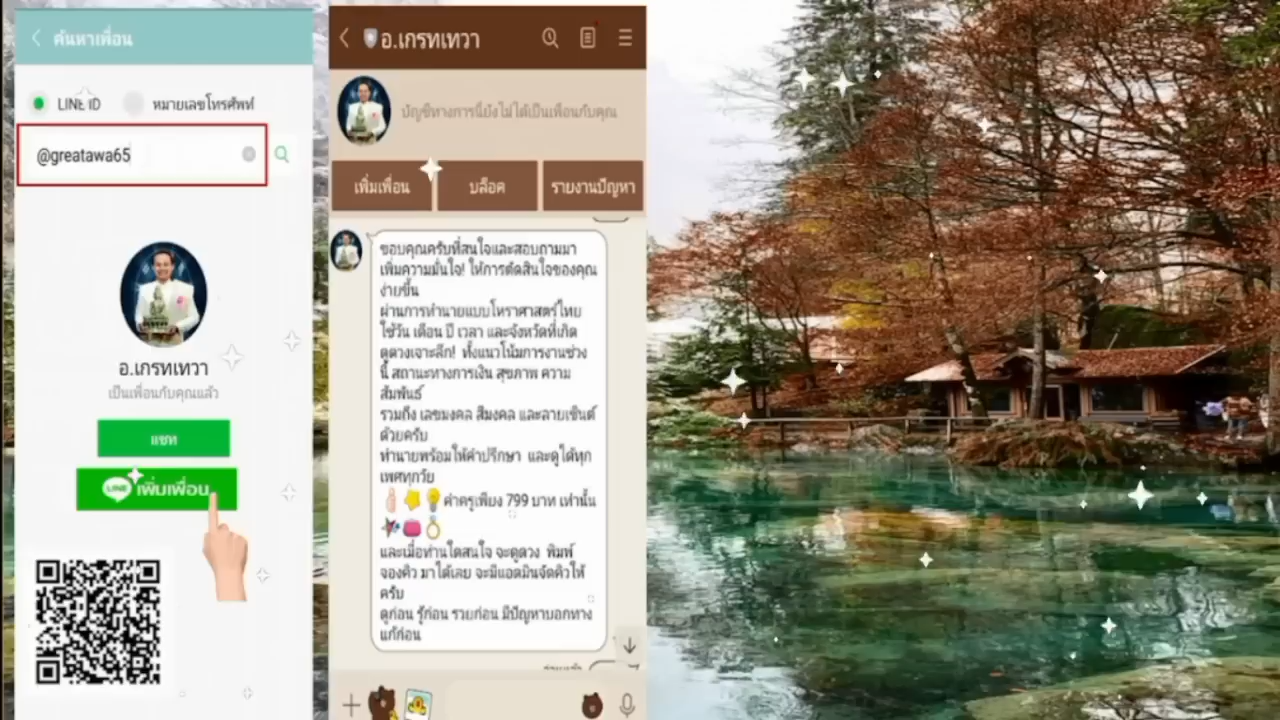 ค้นหาเพื่อน
LINE ID
หมายเลขโทรศัพท์
@greatawa65
อ.เกรทเทวา
เป็นเพื่อนกับคุณแล้ว
แชท
LINE เพิ่มเพื่อน
อ.เกรทเทวา
บัญชีทางการนี้ยังไม่ได้เป็นเพื่อนกับคุณ
เพิ่มเพื่อน
บล็อค
รายงานปัญหา
ขอบคุณครับที่สนใจและสอบถามมา
เพิ่มความมั่นใจ! ให้การตัดสินใจของคุณ
ง่ายขึ้น
ผ่านการทำนายแบบโหราศาสตร์ไทย
ใช้วัน เดือน ปี เวลา และจังหวัดที่เกิด
ดูดวงเจาะลึก! ทั้งแนวโน้มการงานช่วง
นี้ สถานะทางการเงิน สุขภาพ ความ
สัมพันธ์
รวมถึง เลขมงคล สีมงคล และลายเซ็นต์
ด้วยครับ
ทำนายพร้อมให้คำปรึกษา และดูได้ทุก
เพศทุกวัย
ค่าครูเพียง 799 บาท เท่านั้น
และเมื่อท่านใดสนใจ จะดูดวง พิมพ์
จองคิว มาได้เลย จะมีแอดมินจัดคิวให้
ครับ
ดูก่อน รู้ก่อน รวยก่อน มีปัญหาบอกทาง
แก้ก่อน